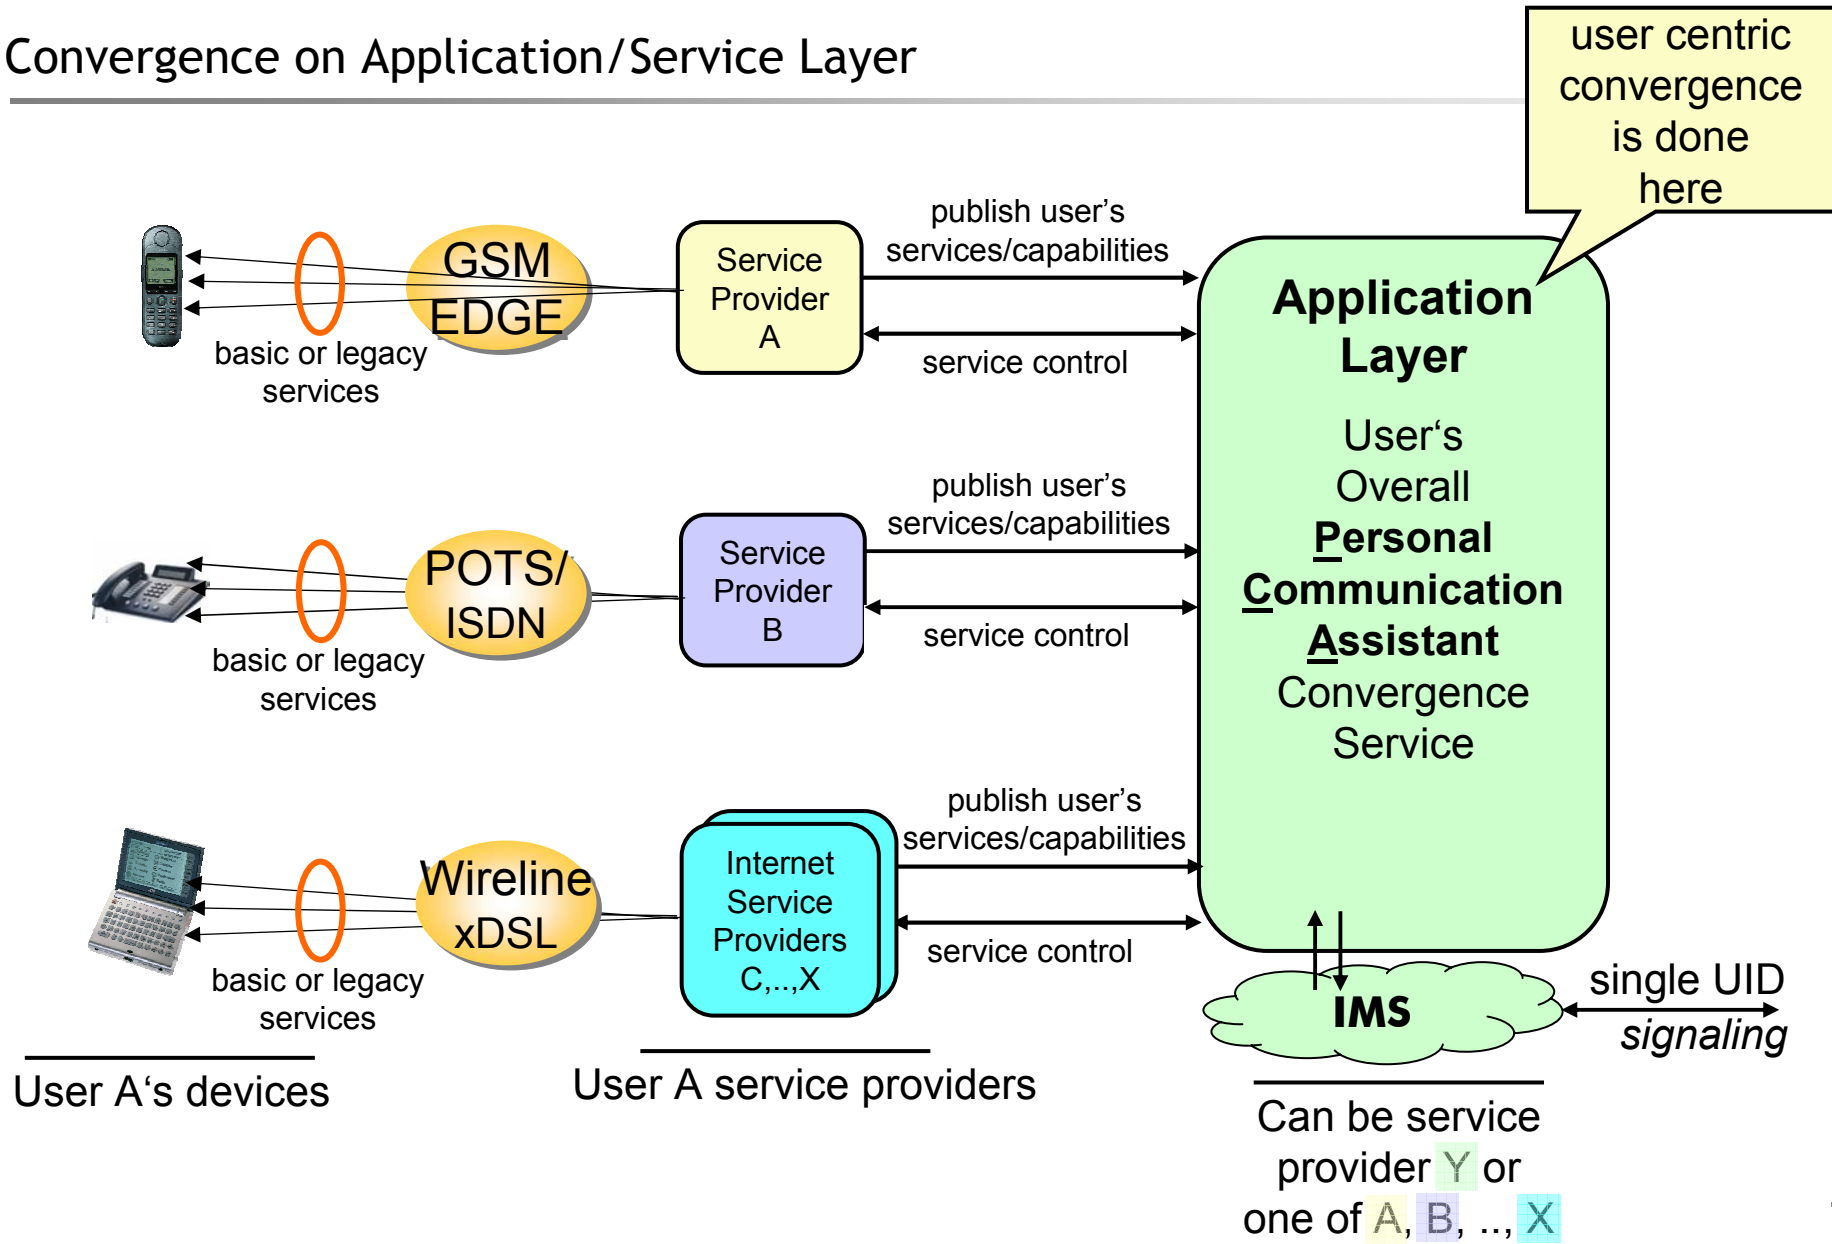 Convergence on Application/Service Layer
user centric
convergence
is done
here
GSM
EDGE
basic or legacy
services
Service
Provider
A
publish user’s
services/capabilities
service control
POTS/
ISDN
basic or legacy
services
Service
Provider
B
publish user’s
services/capabilities
service control
Wireline
xDSL
basic or legacy
services
Internet
Service
Providers
C,..,X
publish user’s
services/capabilities
service control
Application
Layer
User‘s
Overall
Personal
Communication
Assistant
Convergence
Service
IMS
single UID
signaling
User A‘s devices
User A service providers
Can be service
provider Y or
one of A, B, .., X